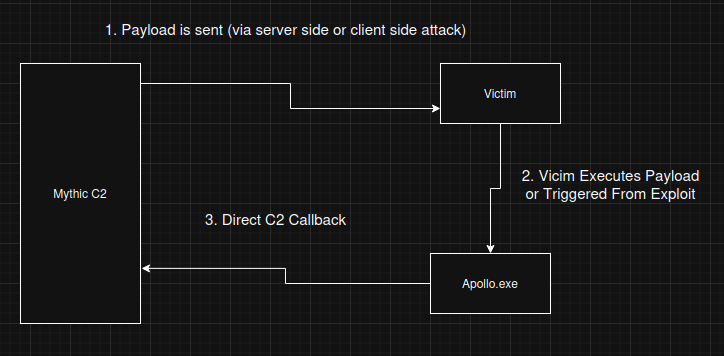 1. Payload is sent (via server side or client side attack)
Victim
Mythic C2
2. Vicim Executes Payload
or Triggered From Exploit
3. Direct C2 Callback
Apollo.exe